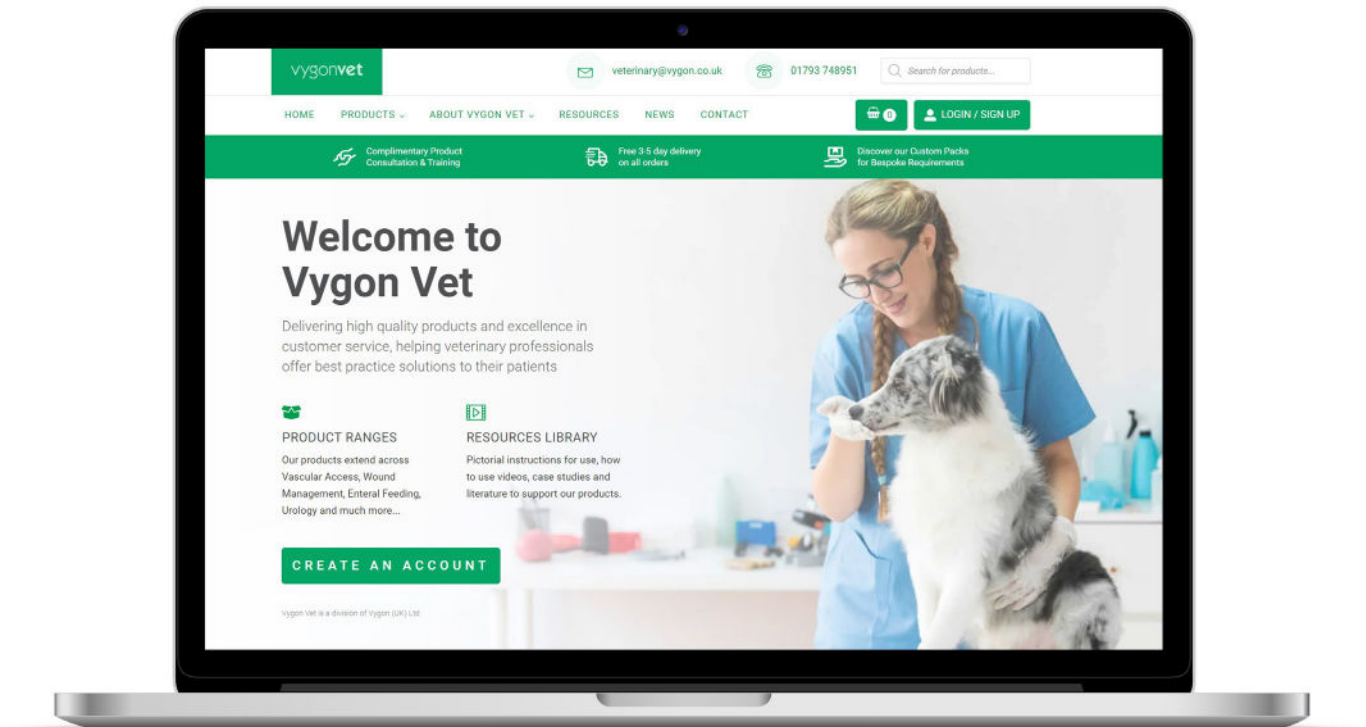 vygonvet
veterinary@vygon.co.uk
01793 748951
Search for products...
HOME
PRODUCTS
ABOUT VYGON VET
RESOURCES
NEWS
CONTACT
0
LOGIN / SIGN UP
Complimentary Product
Consultation & Training
Free 3-5 day delivery
on all orders
Discover our Custom Packs
for Bespoke Requirements
Welcome to
Vygon Vet
Delivering high quality products and excellence in
customer service, helping veterinary professionals
offer best practice solutions to their patients
PRODUCT RANGES
Our products extend across
Vascular Access, Wound
Management, Enteral Feeding,
Urology and much more...
RESOURCES LIBRARY
Pictorial instructions for use, how
to use videos, case studies and
literature to support our products.
CREATE AN ACCOUNT
Vygon Vet is a division of Vygon (UK) Ltd